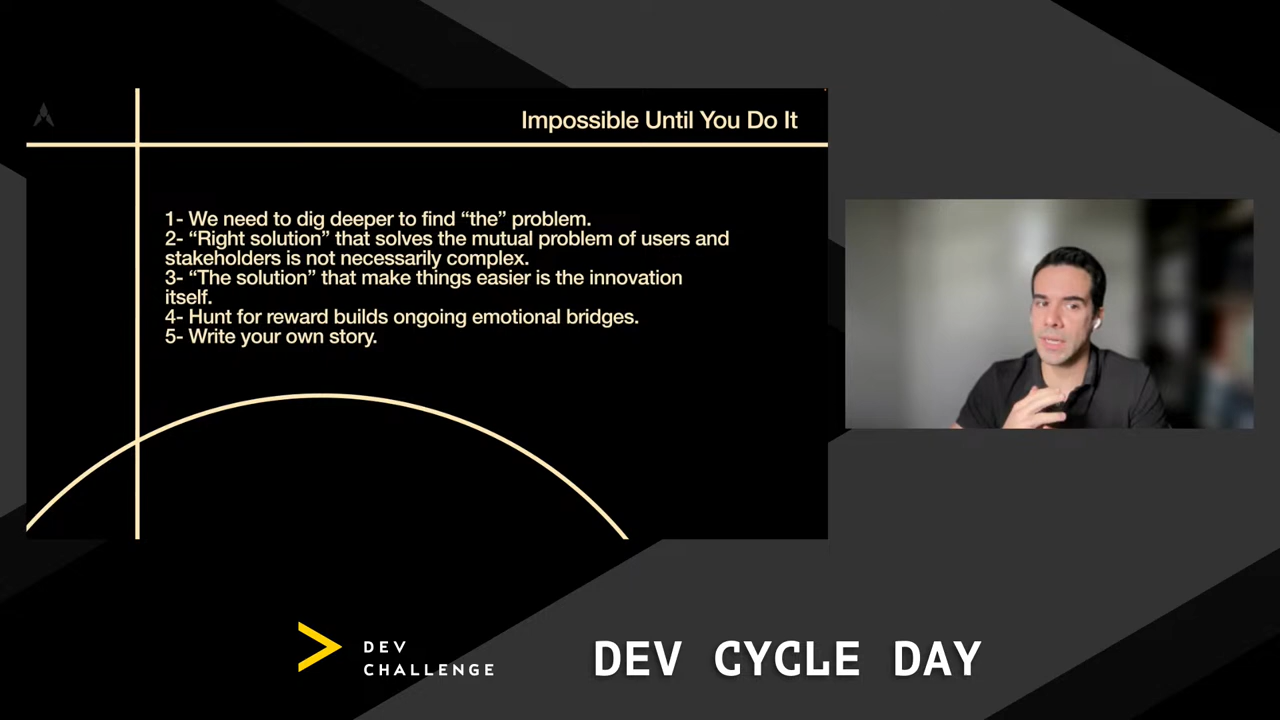 Impossible Until You Do It
1- We need to dig deeper to find “the” problem.
2- “Right solution” that solves the mutual problem of users and
stakeholders is not necessarily complex.
3- “The solution” that make things easier is the innovation
itself.
4- Hunt for reward builds ongoing emotional bridges.
5- Write your own story.
DEV
CHALLENGE
DEV CYCLE DAY